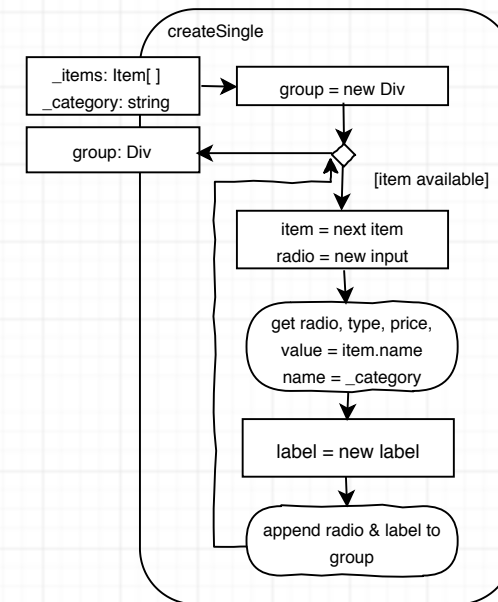 createSingle
_items: Item[ ]
_category: string
group = new Div
group: Div
[item available]
item = next item
radio = new input
get radio, type, price,
value = item.name
name = _category
label = new label
append radio & label to
group